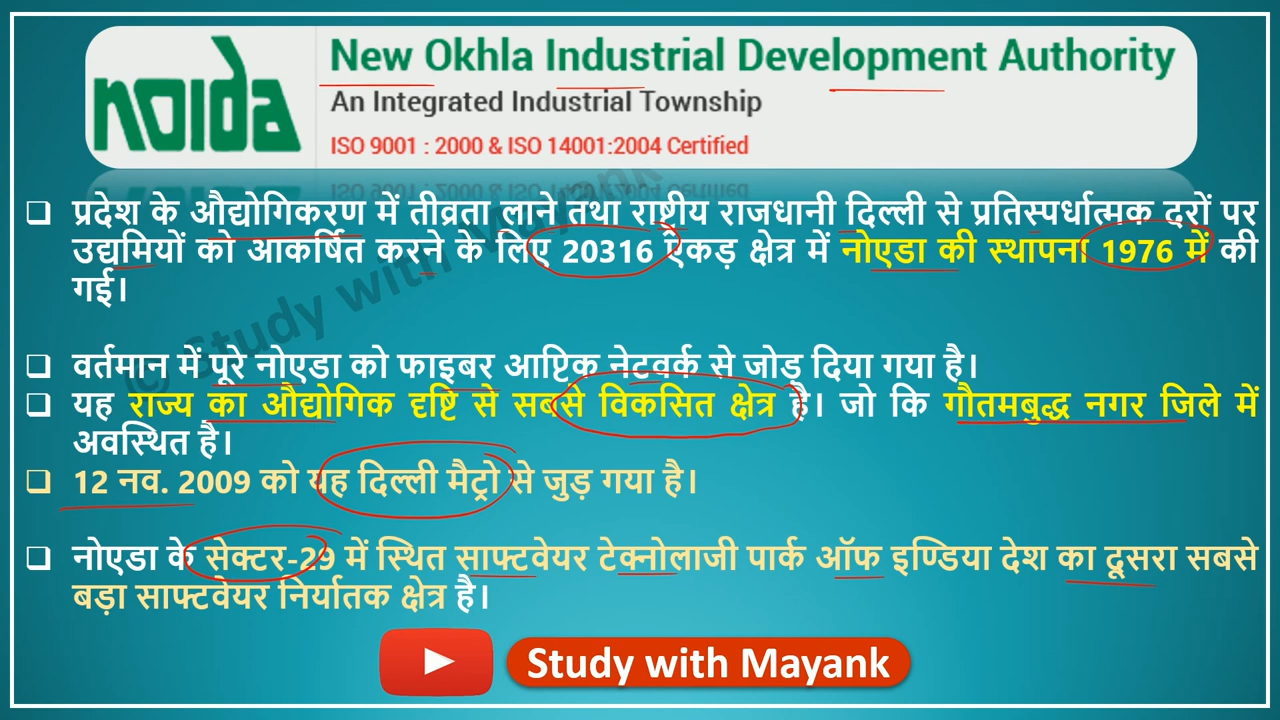 noida
New Okhla Industrial Development Authority
An Integrated Industrial Township
ISO 9001 : 2000 & ISO 14001:2004 Certified
प्रदेश के औद्योगिकरण में तीव्रता लाने तथा राष्ट्रीय राजधानी दिल्ली से प्रतिस्पर्धात्मक दरों पर
उद्यमियों को आकर्षित करने के लिए 20316 एकड़ क्षेत्र में नोएडा की स्थापना 1976 में की
गई।
वर्तमान में पूरे नोएडा को फाइबर आप्टिक नेटवर्क से जोड़ दिया गया है।
यह राज्य का औद्योगिक दृष्टि से सबसे विकसित क्षेत्र है। जो कि गौतमबुद्ध नगर जिले में
अवस्थित है।
12 नव. 2009 को यह दिल्ली मैट्रो से जुड़ गया है।
नोएडा के सेक्टर-29 में स्थित साफ्टवेयर टेक्नोलाजी पार्क ऑफ इण्डिया देश का दूसरा सबसे
बड़ा साफ्टवेयर निर्यातक क्षेत्र है।
© Study with Mayank
Study with Mayank